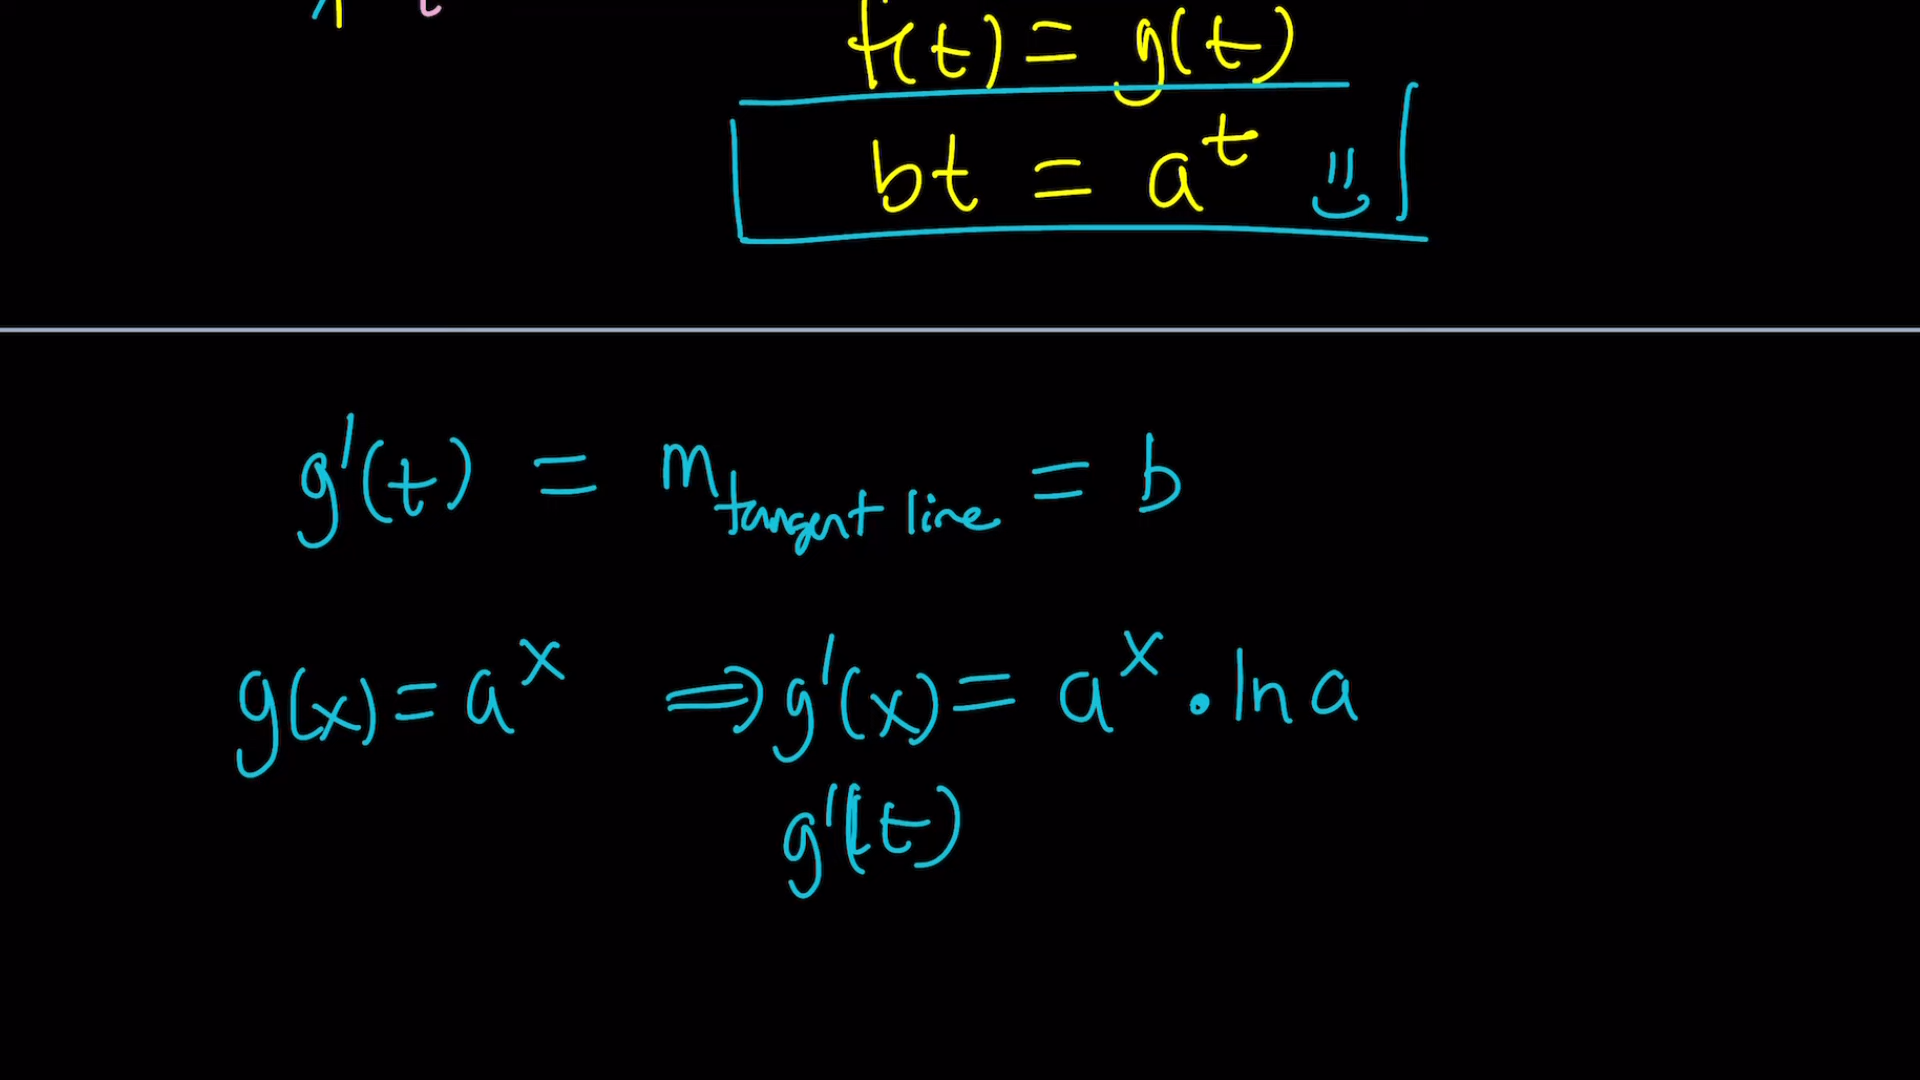 f(t) = g(t)
bt = a^t
g'(t) = m_tangent line = b
g(x) = a^x ⇒ g'(x) = a^x · ln a
g'(t)